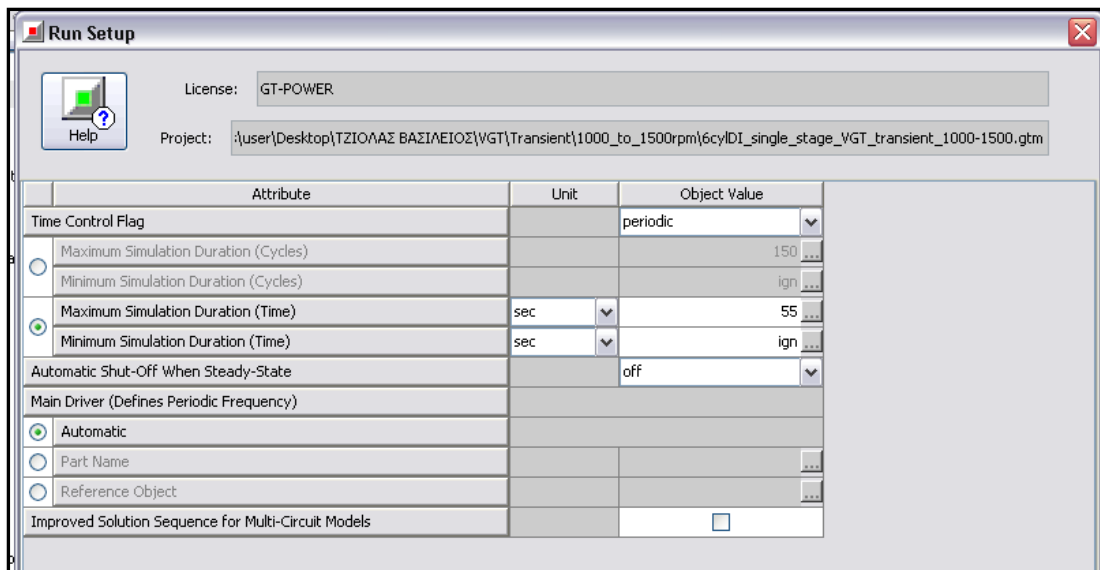 Run Setup
License: GT-POWER
Help
Project: :\user\Desktop\ΤΖΙΟΛΑΣ ΒΑΣΙΛΕΙΟΣ\VGT\Transient\1000_to_1500rpm\6cylDI_single_stage_VGT_transient_1000-1500.gtm
Attribute Unit Object Value
Time Control Flag periodic
Maximum Simulation Duration (Cycles) 150 ...
Minimum Simulation Duration (Cycles) ign ...
Maximum Simulation Duration (Time) sec 55 ...
Minimum Simulation Duration (Time) sec ign ...
Automatic Shut-Off When Steady-State off
Main Driver (Defines Periodic Frequency)
Automatic
Part Name ...
Reference Object ...
Improved Solution Sequence for Multi-Circuit Models